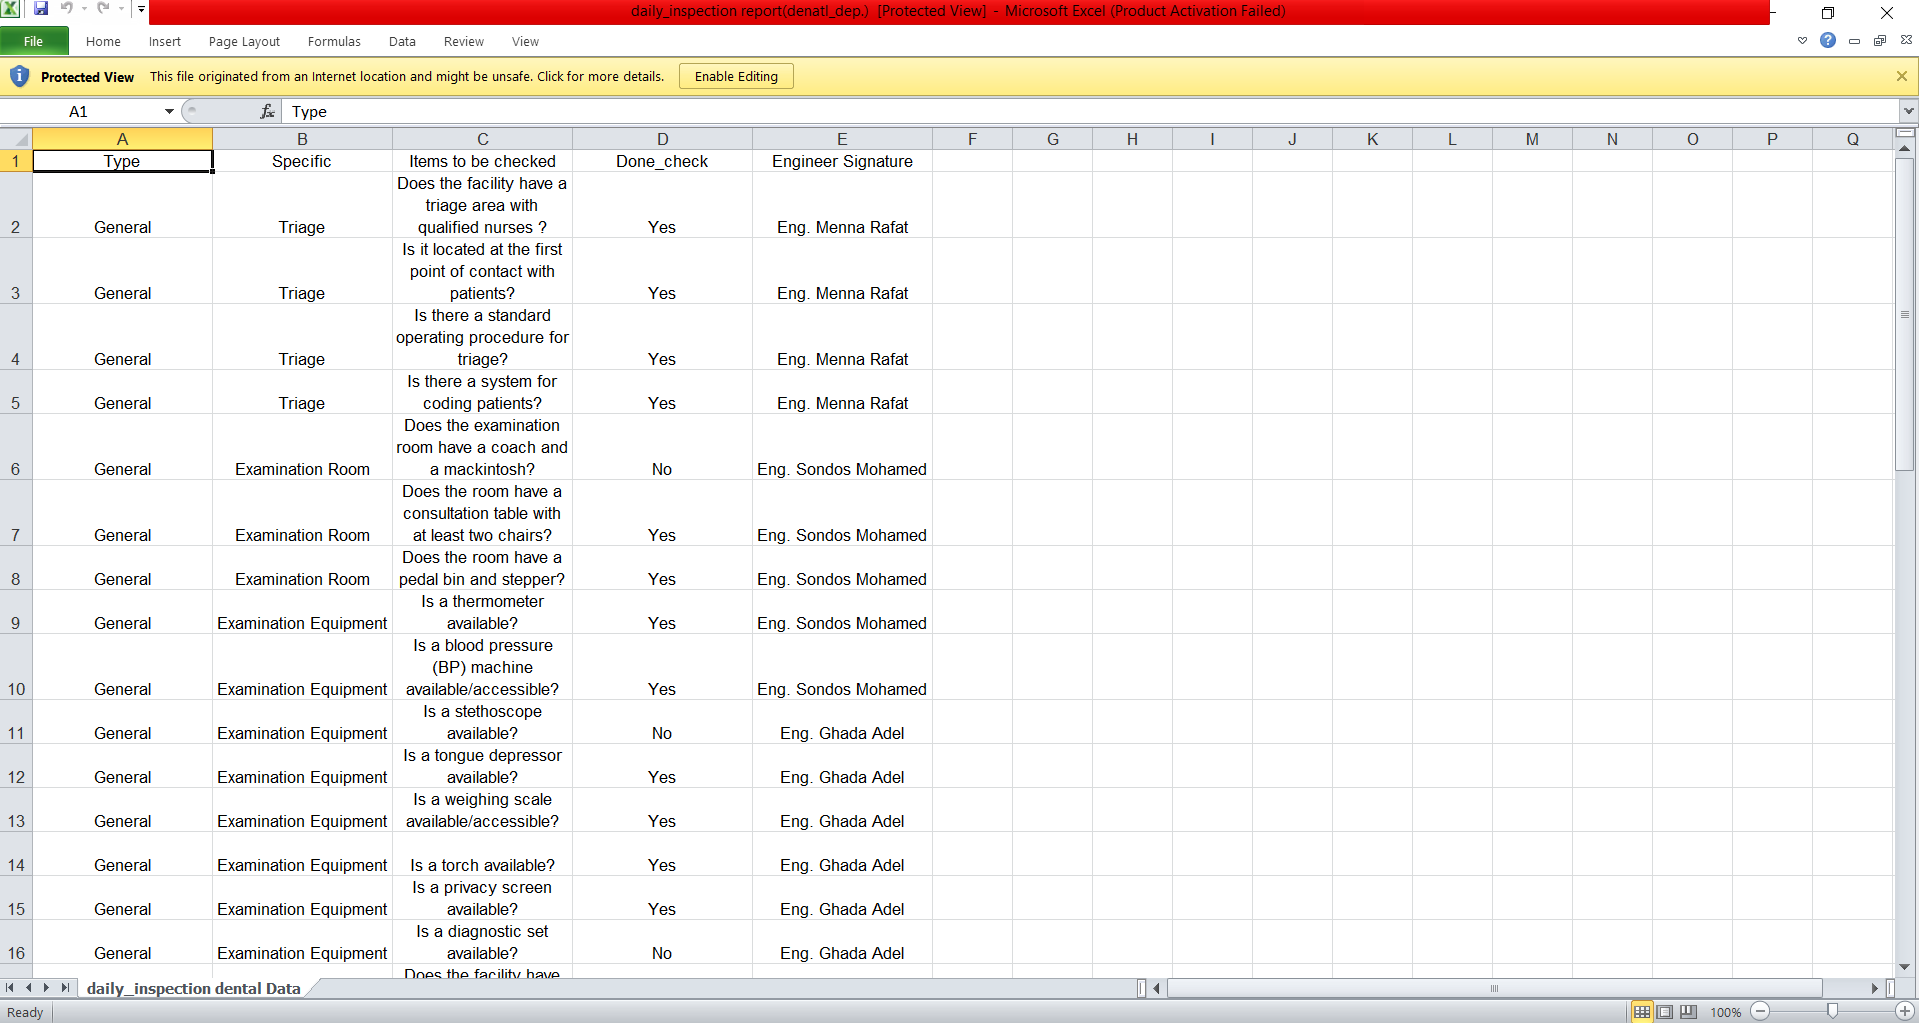 daily_inspection report(denatl_dep.) [Protected View] - Microsoft Excel (Product Activation Failed)
File Home Insert Page Layout Formulas Data Review View
Protected View This file originated from an Internet location and might be unsafe. Click for more details. Enable Editing
A1 fx Type
A B C D E F G H I J K L M N O P Q
1 Type Specific Items to be checked Done_check Engineer Signature
Does the facility have a
triage area with
2 General Triage qualified nurses ? Yes Eng. Menna Rafat
Is it located at the first
point of contact with
3 General Triage patients? Yes Eng. Menna Rafat
Is there a standard
operating procedure for
4 General Triage triage? Yes Eng. Menna Rafat
Is there a system for
5 General Triage coding patients? Yes Eng. Menna Rafat
Does the examination
room have a coach and
6 General Examination Room a mackintosh? No Eng. Sondos Mohamed
Does the room have a
consultation table with
7 General Examination Room at least two chairs? Yes Eng. Sondos Mohamed
Does the room have a
8 General Examination Room pedal bin and stepper? Yes Eng. Sondos Mohamed
Is a thermometer
9 General Examination Equipment available? Yes Eng. Sondos Mohamed
Is a blood pressure
(BP) machine
10 General Examination Equipment available/accessible? Yes Eng. Sondos Mohamed
Is a stethoscope
11 General Examination Equipment available? No Eng. Ghada Adel
Is a tongue depressor
12 General Examination Equipment available? Yes Eng. Ghada Adel
Is a weighing scale
13 General Examination Equipment available/accessible? Yes Eng. Ghada Adel
14 General Examination Equipment Is a torch available? Yes Eng. Ghada Adel
Is a privacy screen
15 General Examination Equipment available? Yes Eng. Ghada Adel
Is a diagnostic set
16 General Examination Equipment available? No Eng. Ghada Adel
Does the facility have
daily_inspection dental Data
Ready 100%